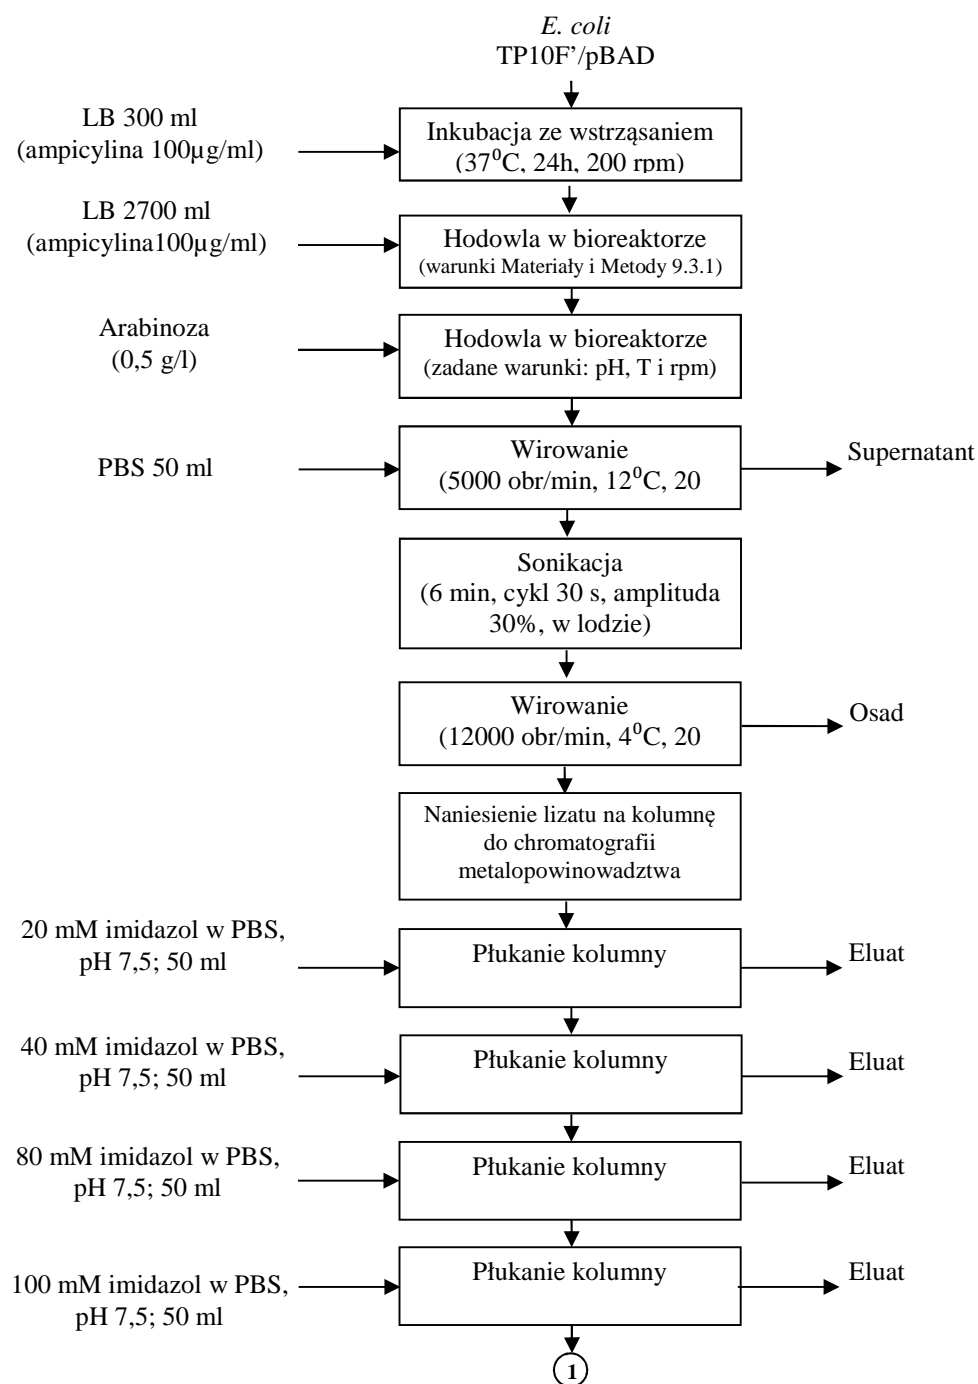 E. coli
TP10F’/pBAD
LB 300 ml
(ampicylina 100µg/ml)
Inkubacja ze wstrząsaniem
(37⁰C, 24h, 200 rpm)
LB 2700 ml
(ampicylina100µg/ml)
Hodowla w bioreaktorze
(warunki Materiały i Metody 9.3.1)
Arabinoza
(0,5 g/l)
Hodowla w bioreaktorze
(zadane warunki: pH, T i rpm)
PBS 50 ml
Wirowanie
(5000 obr/min, 12⁰C, 20
Supernatant
Sonikacja
(6 min, cykl 30 s, amplituda
30%, w lodzie)
Wirowanie
(12000 obr/min, 4⁰C, 20
Osad
Naniesienie lizatu na kolumnę
do chromatografii
metalopowinowadztwa
20 mM imidazol w PBS,
pH 7,5; 50 ml
Płukanie kolumny
Eluat
40 mM imidazol w PBS,
pH 7,5; 50 ml
Płukanie kolumny
Eluat
80 mM imidazol w PBS,
pH 7,5; 50 ml
Płukanie kolumny
Eluat
100 mM imidazol w PBS,
pH 7,5; 50 ml
Płukanie kolumny
Eluat
1